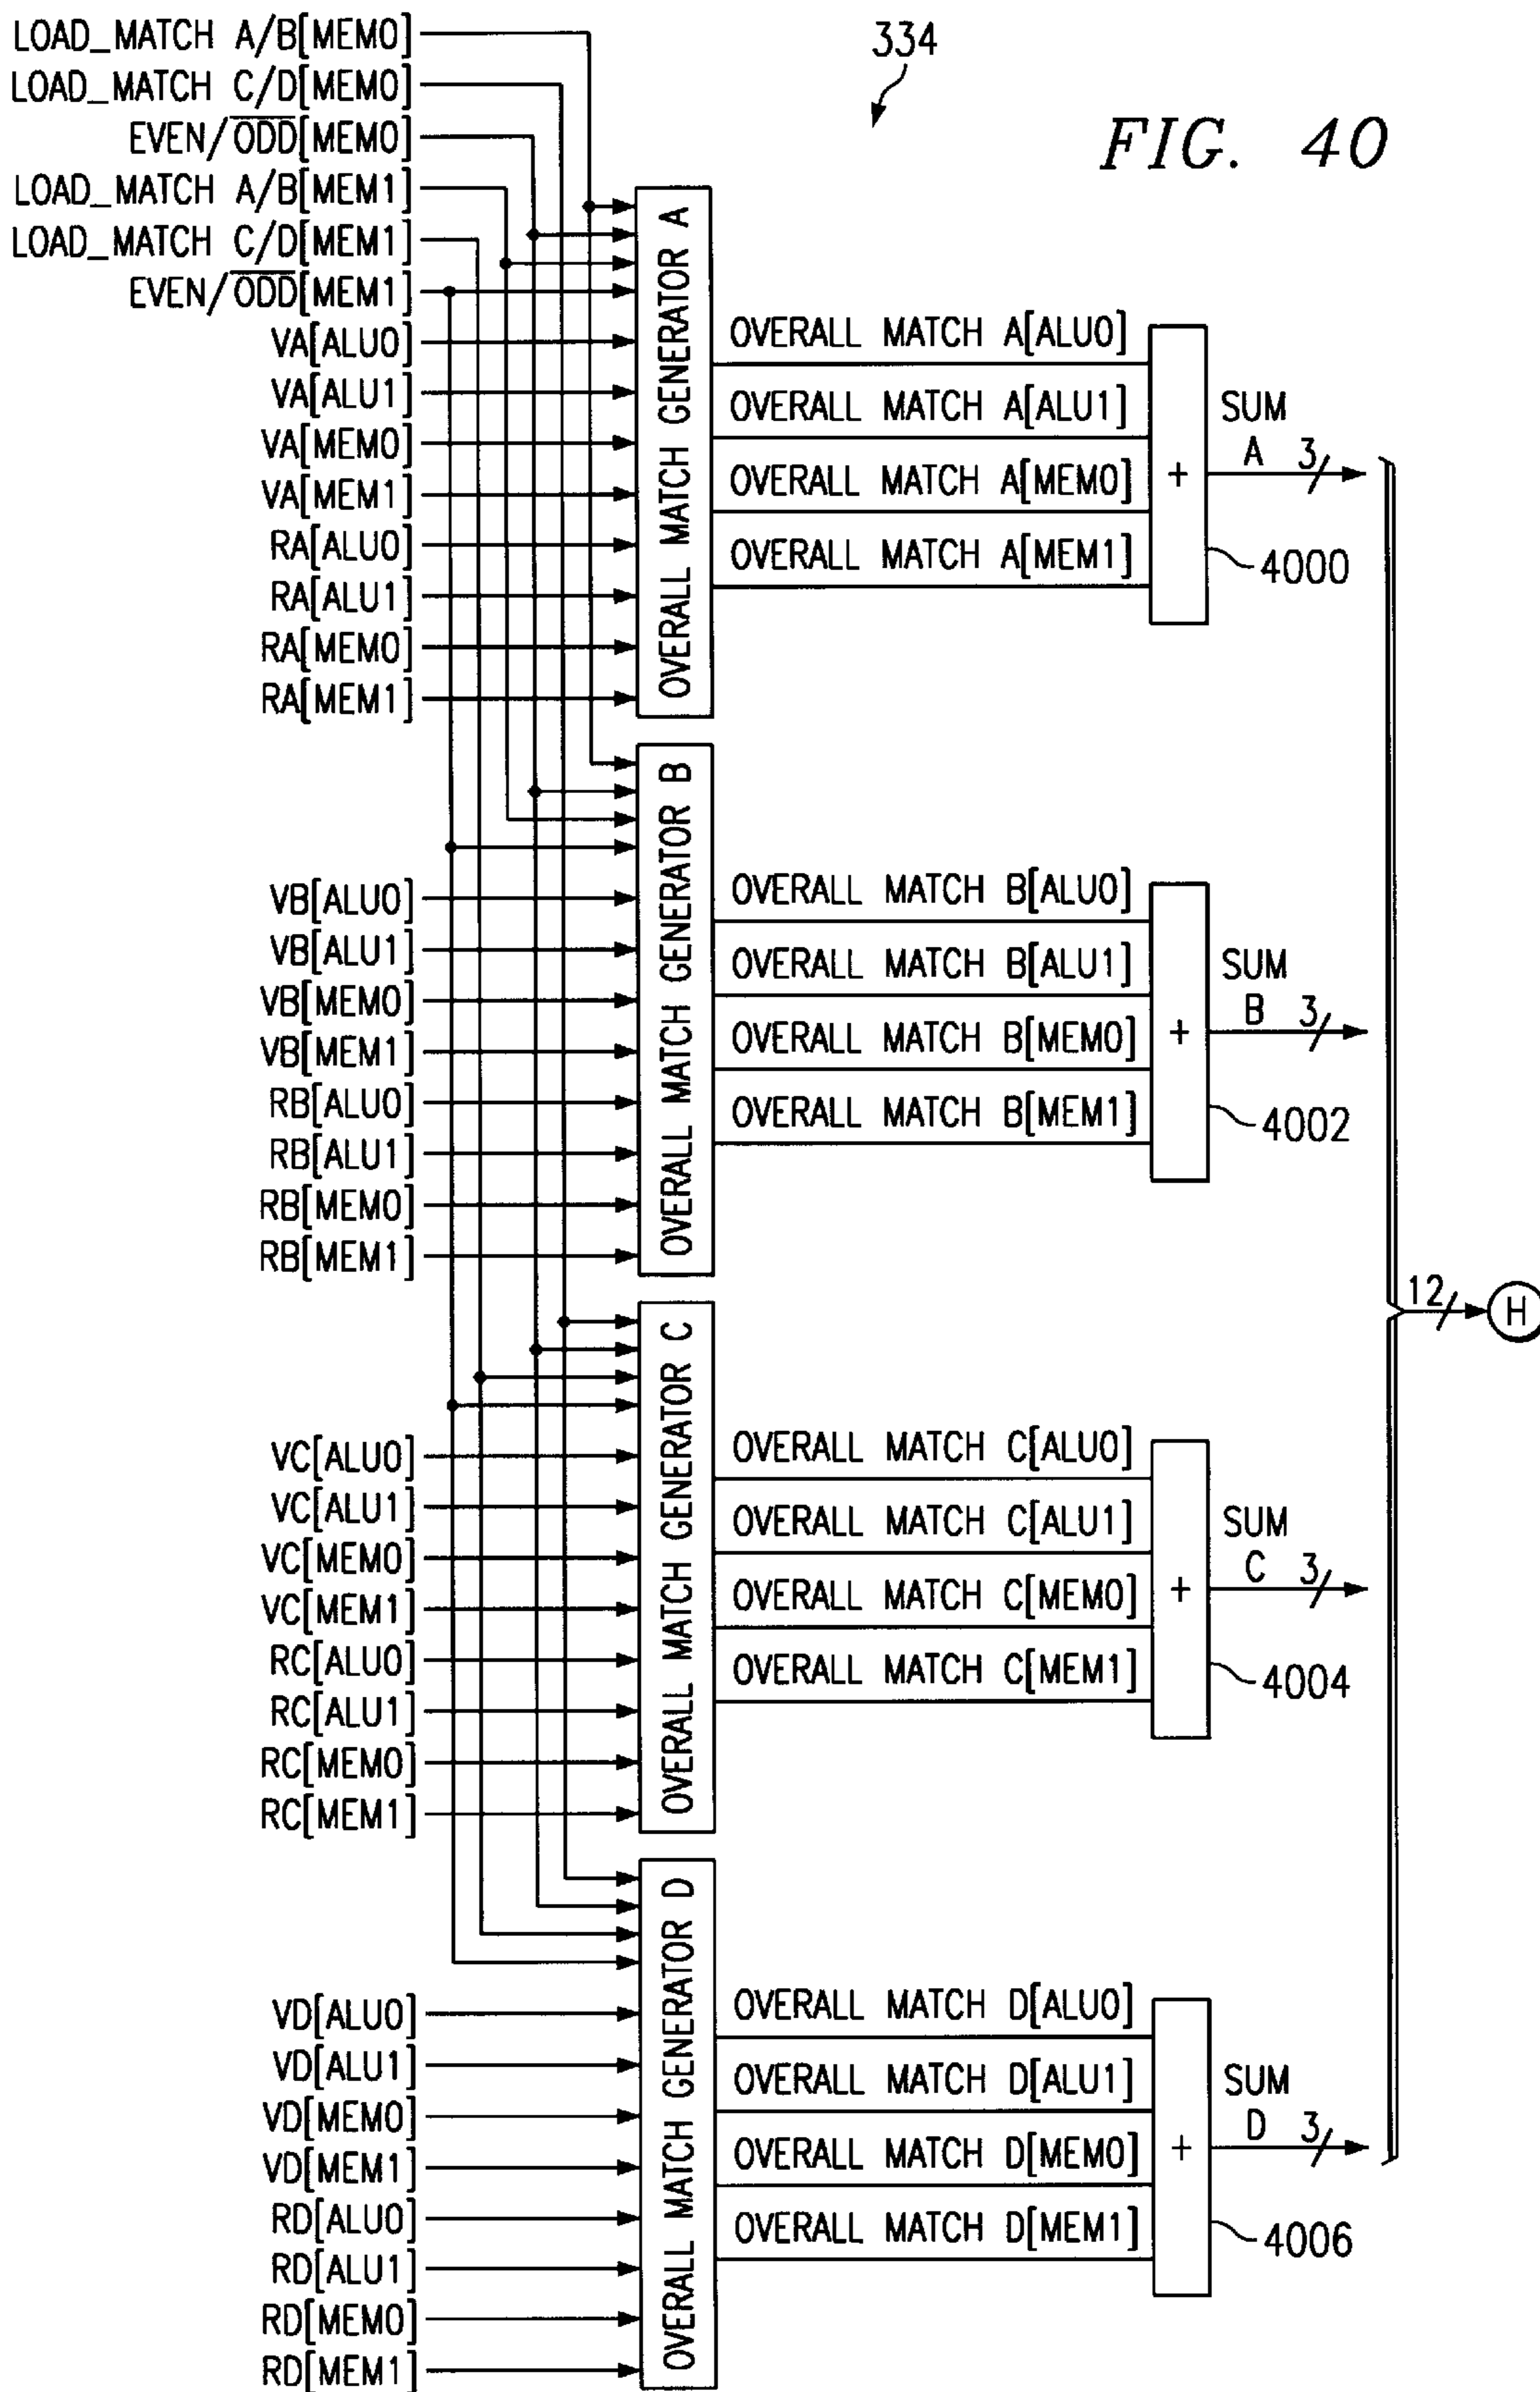 334
FIG. 40
LOAD_MATCH A/B[MEM0]
LOAD_MATCH C/D[MEM0]
EVEN/O̅D̅D̅[MEM0]
LOAD_MATCH A/B[MEM1]
LOAD_MATCH C/D[MEM1]
EVEN/O̅D̅D̅[MEM1]
VA[ALU0]
VA[ALU1]
VA[MEM0]
VA[MEM1]
RA[ALU0]
RA[ALU1]
RA[MEM0]
RA[MEM1]
OVERALL MATCH GENERATOR A
OVERALL MATCH A[ALU0]
OVERALL MATCH A[ALU1]
OVERALL MATCH A[MEM0]
OVERALL MATCH A[MEM1]
+
SUM
A 3
4000
VB[ALU0]
VB[ALU1]
VB[MEM0]
VB[MEM1]
RB[ALU0]
RB[ALU1]
RB[MEM0]
RB[MEM1]
OVERALL MATCH GENERATOR B
OVERALL MATCH B[ALU0]
OVERALL MATCH B[ALU1]
OVERALL MATCH B[MEM0]
OVERALL MATCH B[MEM1]
+
SUM
B 3
4002
12
H
VC[ALU0]
VC[ALU1]
VC[MEM0]
VC[MEM1]
RC[ALU0]
RC[ALU1]
RC[MEM0]
RC[MEM1]
OVERALL MATCH GENERATOR C
OVERALL MATCH C[ALU0]
OVERALL MATCH C[ALU1]
OVERALL MATCH C[MEM0]
OVERALL MATCH C[MEM1]
+
SUM
C 3
4004
VD[ALU0]
VD[ALU1]
VD[MEM0]
VD[MEM1]
RD[ALU0]
RD[ALU1]
RD[MEM0]
RD[MEM1]
OVERALL MATCH GENERATOR D
OVERALL MATCH D[ALU0]
OVERALL MATCH D[ALU1]
OVERALL MATCH D[MEM0]
OVERALL MATCH D[MEM1]
+
SUM
D 3
4006